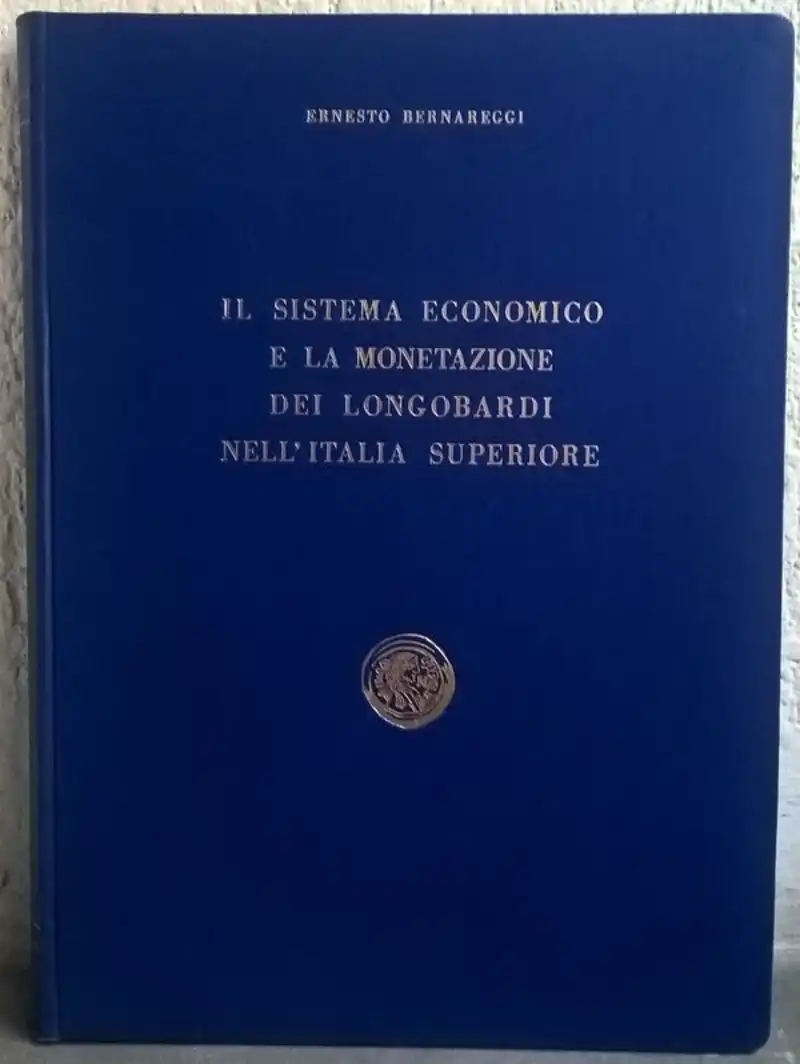 ERNESTO BERNAREGGI
IL SISTEMA ECONOMICO
E LA MONETAZIONE
DEI LONGOBARDI
NELL'ITALIA SUPERIORE